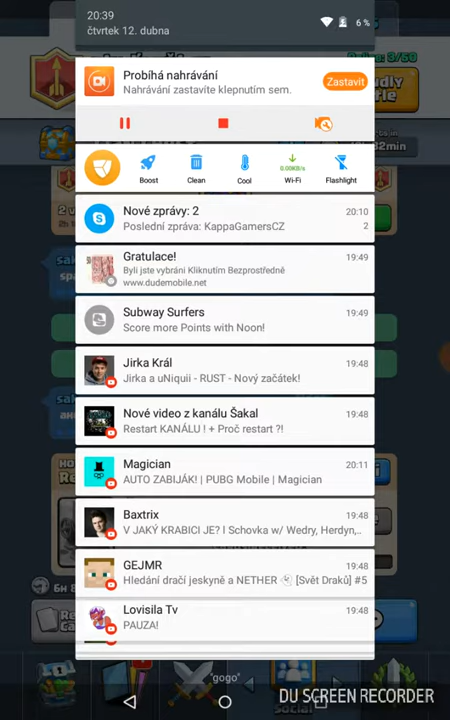 20:39
6 %
čtvrtek 12. dubna
Probíhá nahrávání
Nahrávání zastavíte klepnutím sem.
Zastavit
Boost
Clean
Cool
0.00KB/s
Wi-Fi
Flashlight
Nové zprávy: 2
20:10
Poslední zpráva: KappaGamersCZ
2
Gratulace!
19:49
Byli jste vybráni Kliknutím Bezprostředně
www.dudemobile.net
Subway Surfers
19:49
Score more Points with Noon!
Jirka Král
19:48
Jirka a uNiquii - RUST - Nový začátek!
Nové video z kanálu Šakal
19:48
Restart KANÁLU ! + Proč restart ?!
Magician
20:11
AUTO ZABIJÁK! | PUBG Mobile | Magician
Baxtrix
19:48
V JAKÝ KRABICI JE? l Schovka w/ Wedry, Herdyn,..
GEJMR
19:48
Hledání dračí jeskyně a NETHER [Svět Draků] #5
Lovisila Tv
19:48
PAUZA!
"gogo"
Social
DU SCREEN RECORDER